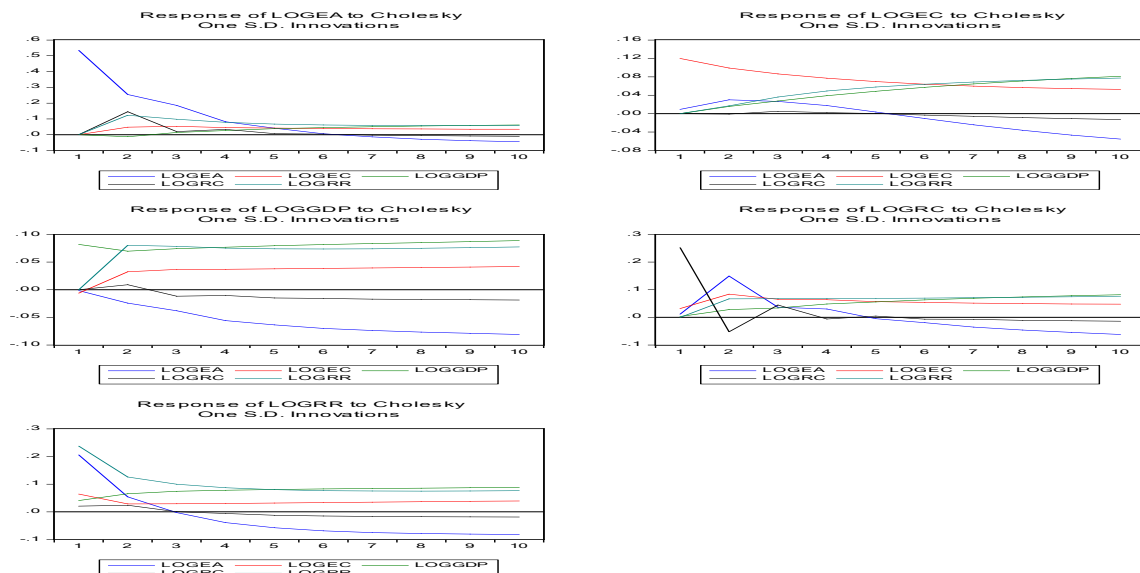 Response of LOGEA to Cholesky
One S.D. Innovations
.6
.5
.4
.3
.2
.1
.0
-.1
1 2 3 4 5 6 7 8 9 10
LOGEA LOGEC LOGGDP
LOGRC LOGRR
Response of LOGEC to Cholesky
One S.D. Innovations
.16
.12
.08
.04
.00
-.04
-.08
1 2 3 4 5 6 7 8 9 10
LOGEA LOGEC LOGGDP
LOGRC LOGRR
Response of LOGGDP to Cholesky
One S.D. Innovations
.10
.05
.00
-.05
-.10
1 2 3 4 5 6 7 8 9 10
LOGEA LOGEC LOGGDP
LOGRC LOGRR
Response of LOGRC to Cholesky
One S.D. Innovations
.3
.2
.1
.0
-.1
1 2 3 4 5 6 7 8 9 10
LOGEA LOGEC LOGGDP
LOGRC LOGRR
Response of LOGRR to Cholesky
One S.D. Innovations
.3
.2
.1
.0
-.1
1 2 3 4 5 6 7 8 9 10
LOGEA LOGEC LOGGDP
LOGRC LOGRR